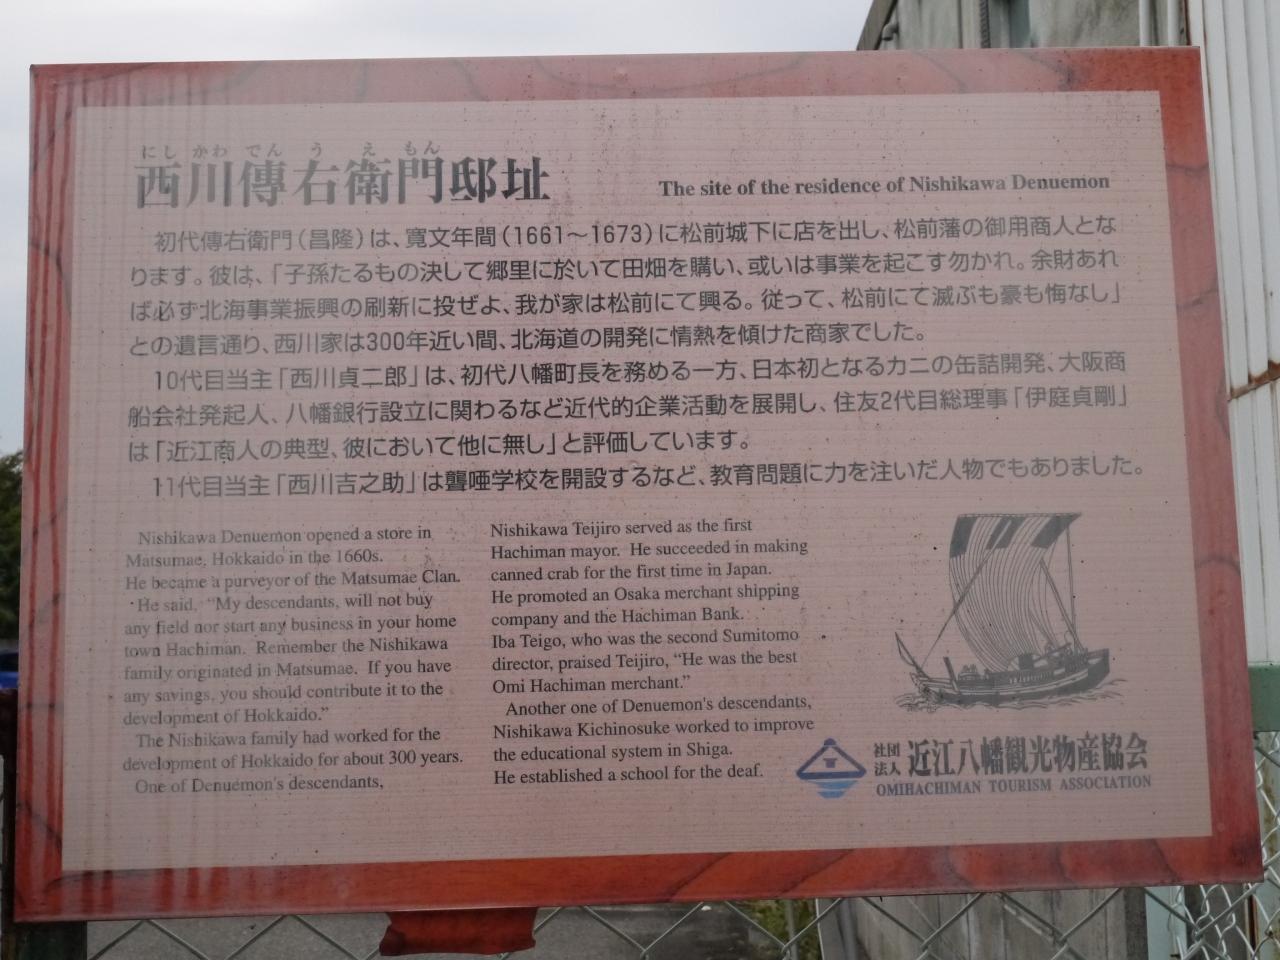 にし かわ でん う え もん
西川傳右衛門邸址
The site of the residence of Nishikawa Denuemon
初代傳右衛門(昌隆)は、寛文年間(1661～1673)に松前城下に店を出し、松前藩の御用商人とな
ります。彼は、「子孫たるもの決して郷里に於いて田畑を購い、或いは事業を起こす勿かれ。余財あれ
ば必ず北海事業振興の刷新に投ぜよ、我が家は松前にて興る。従って、松前にて滅ぶも豪も悔なし」
との遺言通り、西川家は300年近い間、北海道の開発に情熱を傾けた商家でした。
10代目当主「西川貞二郎」は、初代八幡町長を務める一方、日本初となるカニの缶詰開発、大阪商
船会社発起人、八幡銀行設立に関わるなど近代的企業活動を展開し、住友2代目総理事「伊庭貞剛」
は「近江商人の典型、彼において他に無し」と評価しています。
11代目当主「西川吉之助」は聾唖学校を開設するなど、教育問題に力を注いだ人物でもありました。
Nishikawa Denuemon opened a store in
Matsumae, Hokkaido in the 1660s.
He became a purveyor of the Matsumae Clan.
He said, "My descendants, will not buy
any field nor start any business in your home
town Hachiman. Remember the Nishikawa
family originated in Matsumae. If you have
any savings, you should contribute it to the
development of Hokkaido."
The Nishikawa family had worked for the
development of Hokkaido for about 300 years.
One of Denuemon's descendants,
Nishikawa Teijiro served as the first
Hachiman mayor. He succeeded in making
canned crab for the first time in Japan.
He promoted an Osaka merchant shipping
company and the Hachiman Bank.
Iba Teigo, who was the second Sumitomo
director, praised Teijiro, "He was the best
Omi Hachiman merchant."
Another one of Denuemon's descendants,
Nishikawa Kichinosuke worked to improve
the educational system in Shiga.
He established a school for the deaf.
社団法人 近江八幡観光物産協会
OMIHACHIMAN TOURISM ASSOCIATION